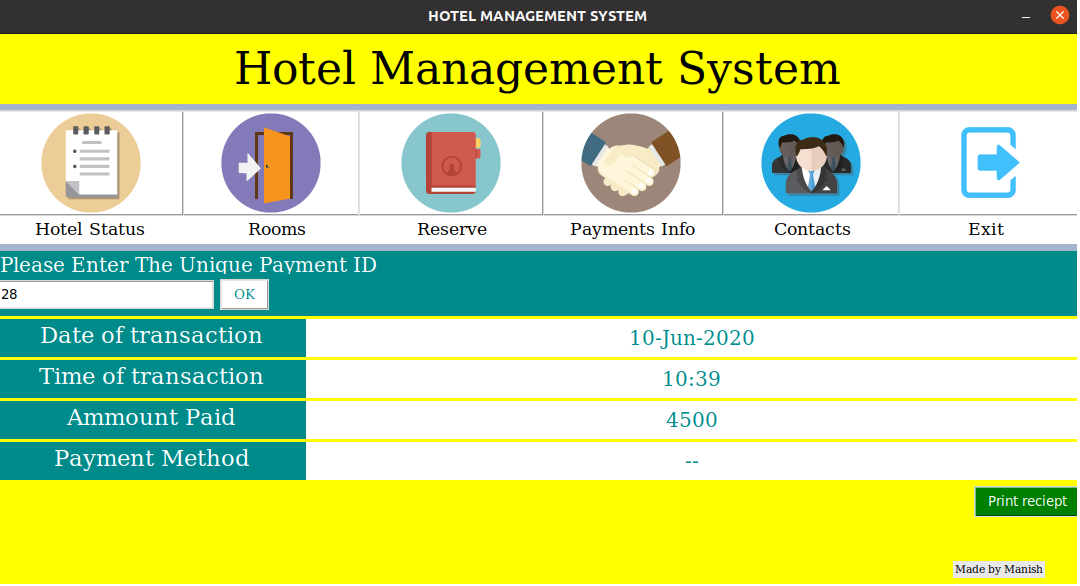 HOTEL MANAGEMENT SYSTEM
Hotel Management System
Hotel Status Rooms Reserve Payments Info Contacts Exit
Please Enter The Unique Payment ID
28 OK
Date of transaction 10-Jun-2020
Time of transaction 10:39
Ammount Paid 4500
Payment Method --
Print reciept
Made by Manish